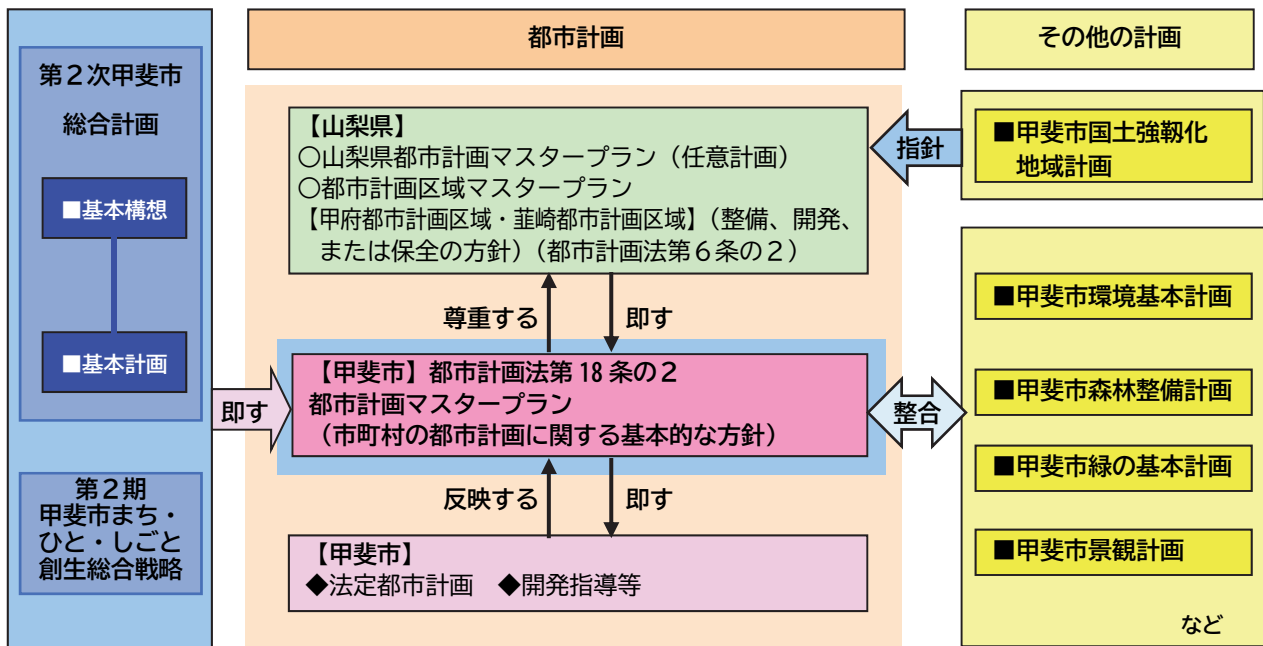 第２次甲斐市
総合計画
■基本構想
■基本計画
第２期
甲斐市まち・
ひと・しごと
創生総合戦略
都市計画
【山梨県】
○山梨県都市計画マスタープラン（任意計画）
○都市計画区域マスタープラン
【甲府都市計画区域・韮崎都市計画区域】（整備、開発、
または保全の方針）（都市計画法第６条の２）
尊重する
即す
即す
【甲斐市】都市計画法第 18 条の２
都市計画マスタープラン
（市町村の都市計画に関する基本的な方針）
反映する
即す
【甲斐市】
◆法定都市計画　◆開発指導等
その他の計画
指針
■甲斐市国土強靱化
地域計画
整合
■甲斐市環境基本計画
■甲斐市森林整備計画
■甲斐市緑の基本計画
■甲斐市景観計画
など